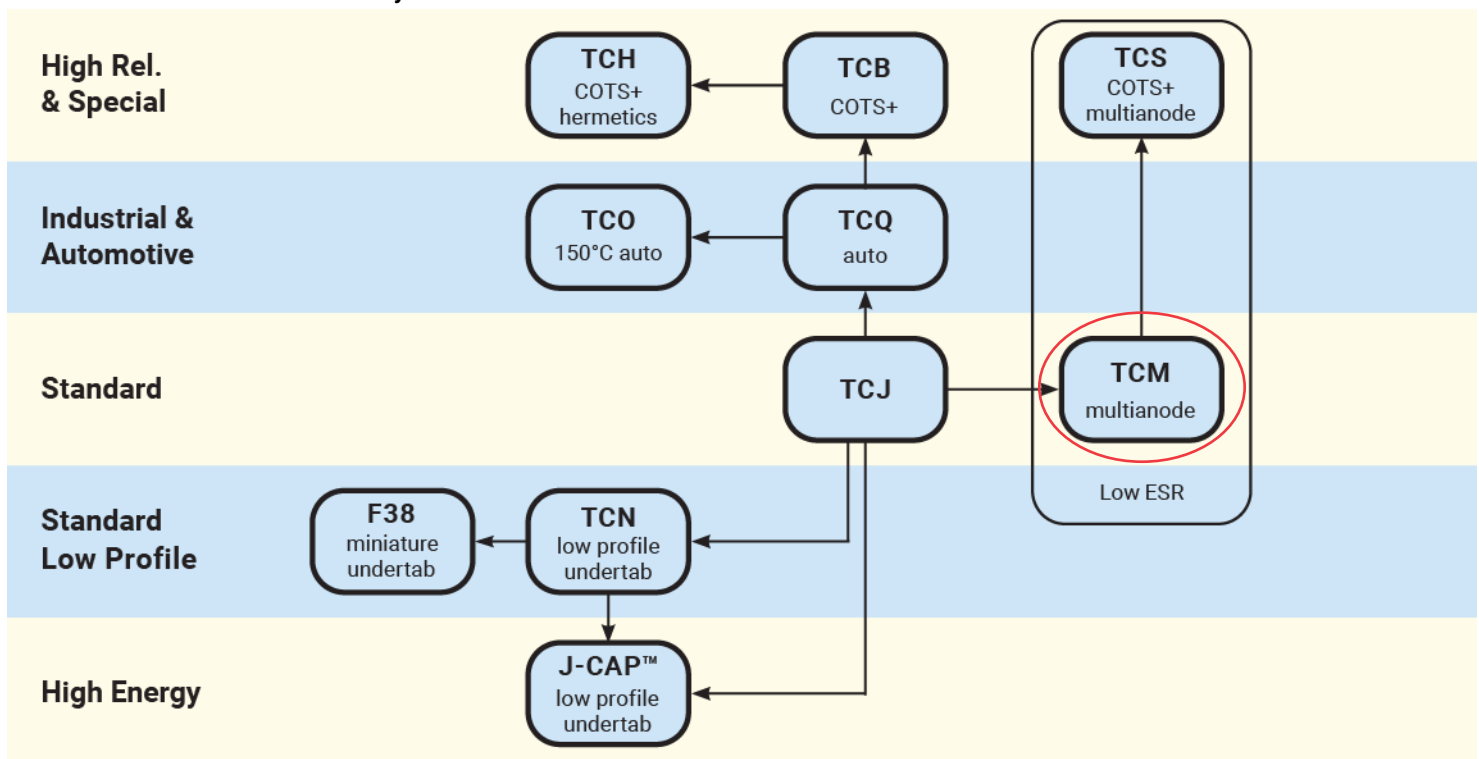 High Rel.
& Special
TCH
COTS+
hermetics
TCB
COTS+
TCS
COTS+
multianode
Industrial &
Automotive
TCO
150°C auto
TCQ
auto
Standard
TCJ
TCM
multianode
Low ESR
Standard
Low Profile
F38
miniature
undertab
TCN
low profile
undertab
High Energy
J-CAP™
low profile
undertab